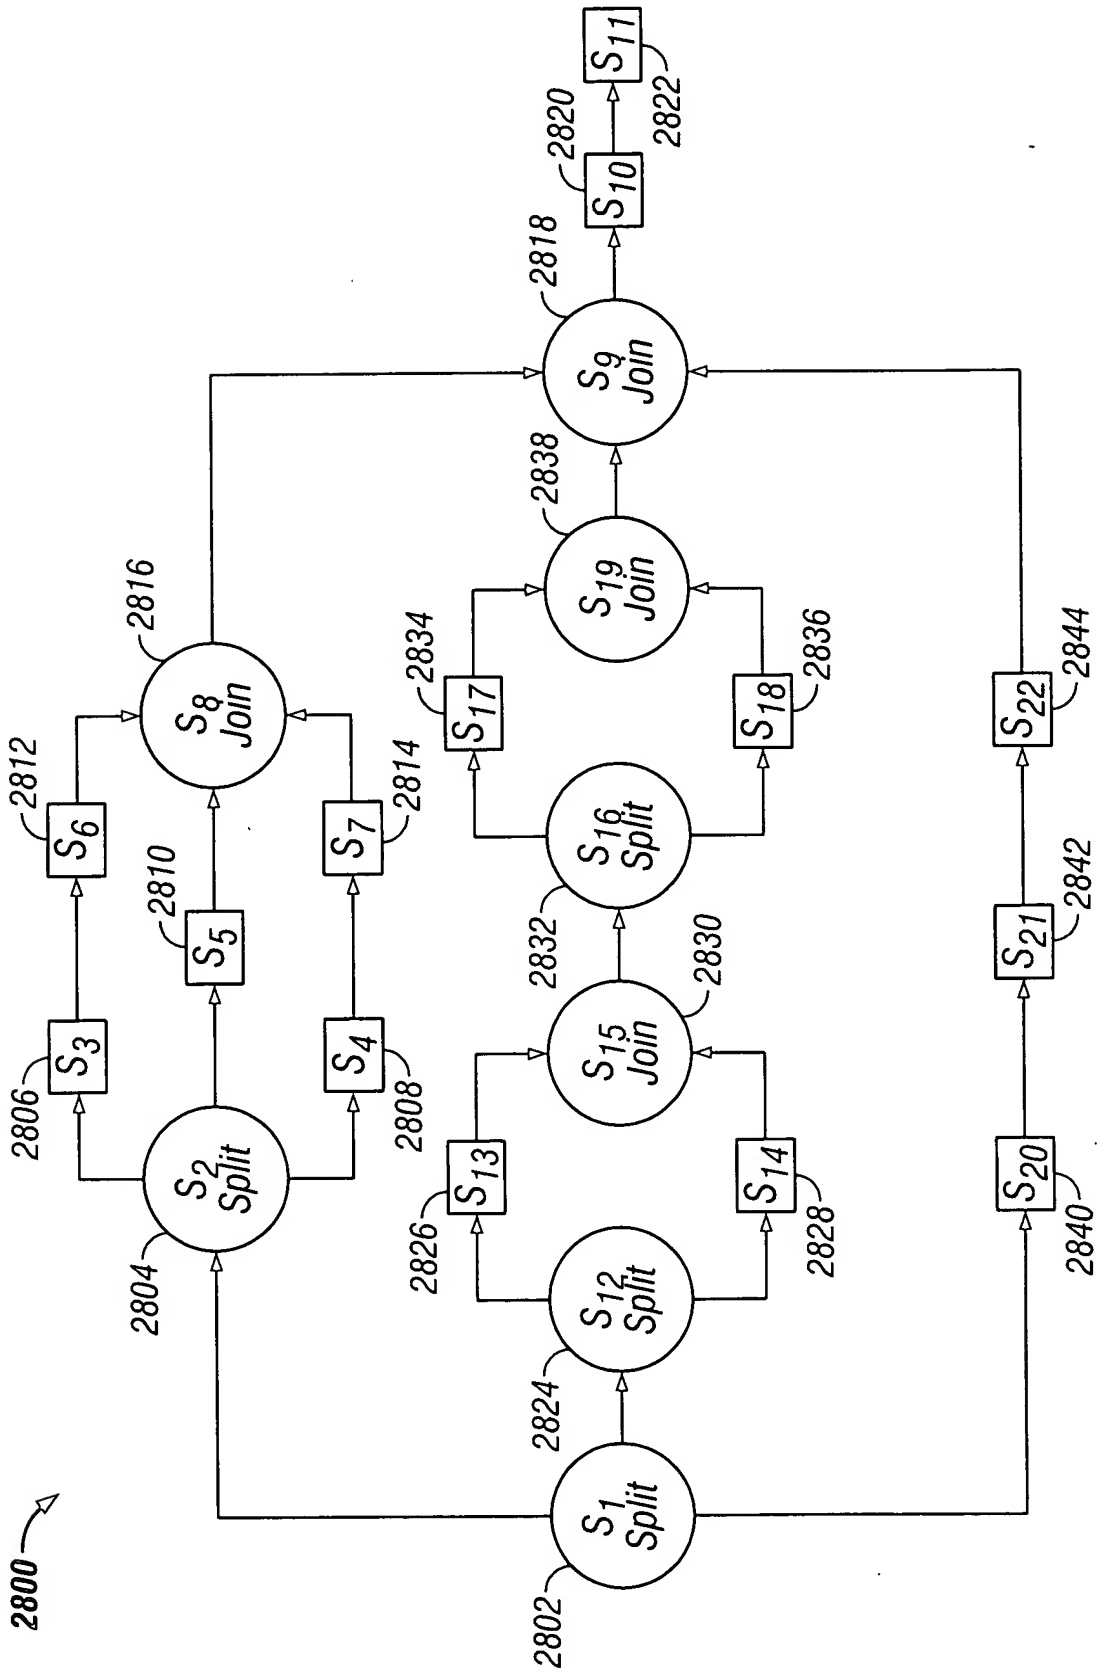 2800
2802
S1
Split
2804
S2
Split
2806
S3
2808
S4
2810
S5
2812
S6
2814
S7
2816
S8
Join
2818
S9
Join
2820
S10
2822
S11
2824
S12
Split
2826
S13
2828
S14
2830
S15
Join
2832
S16
Split
2834
S17
2836
S18
2838
S19
Join
2840
S20
2842
S21
2844
S22